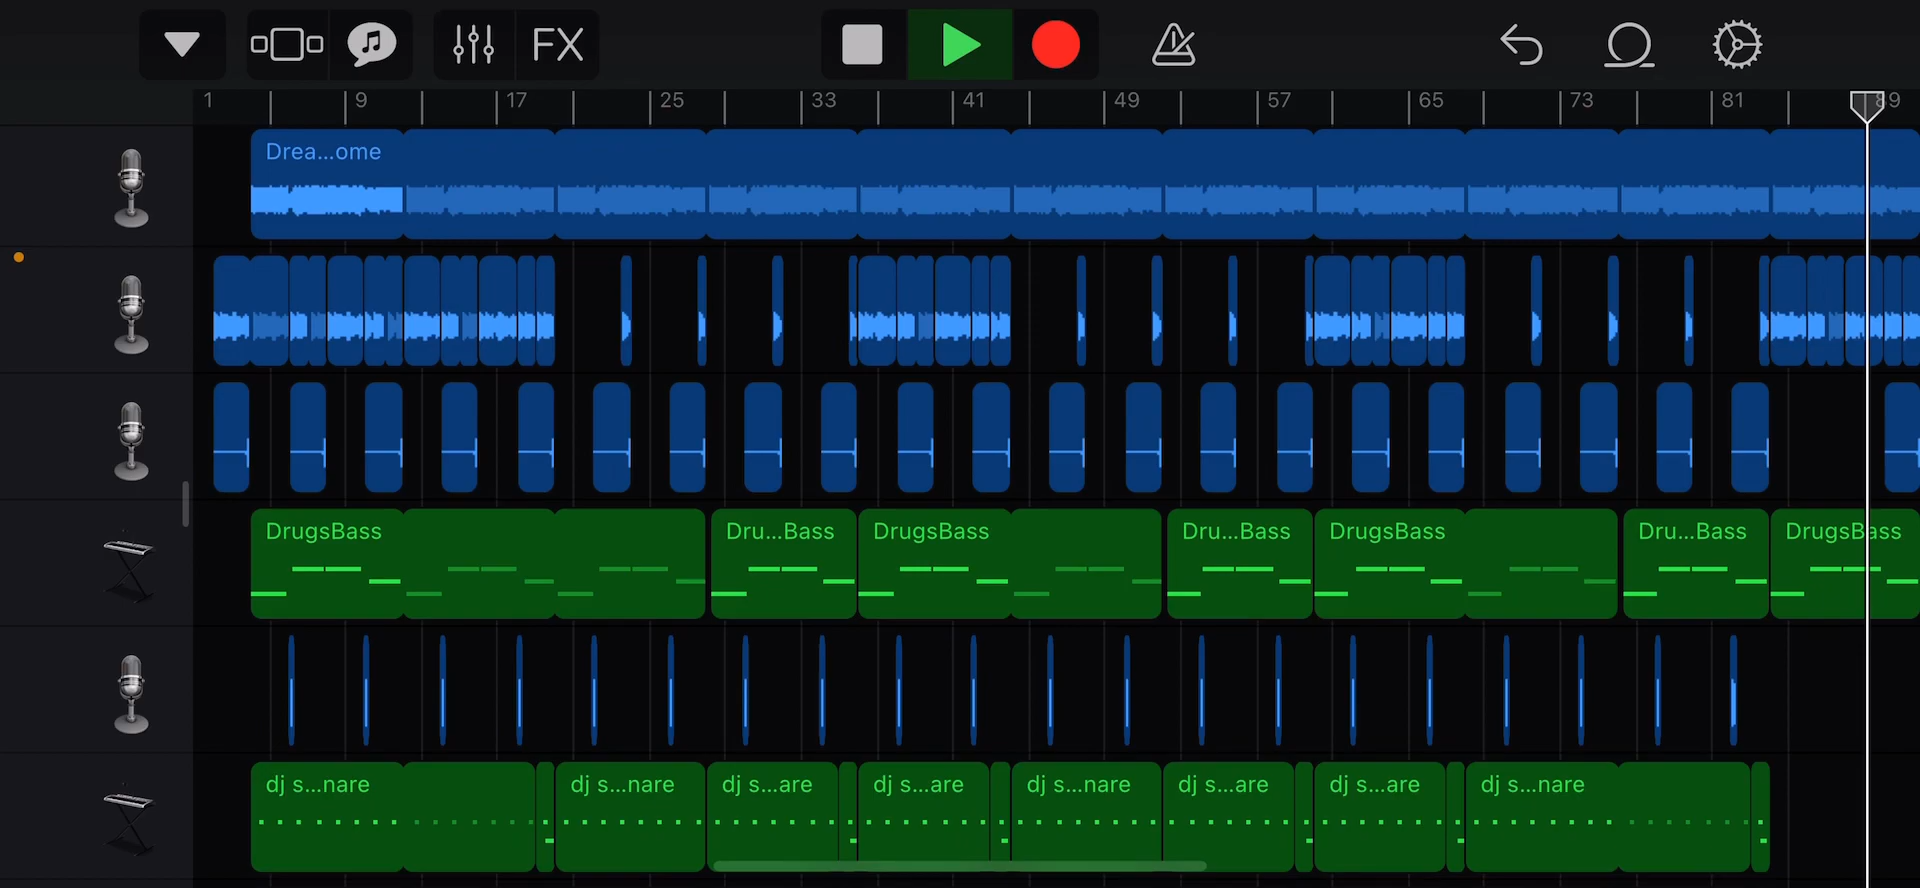 FX
1 9 17 25 33 41 49 57 65 73 81 89
Drea...ome
DrugsBass Dru...Bass DrugsBass Dru...Bass DrugsBass Dru...Bass DrugsBass
dj s...nare dj s...nare dj s...are dj s...are dj s...nare dj s...are dj s...are dj s...nare